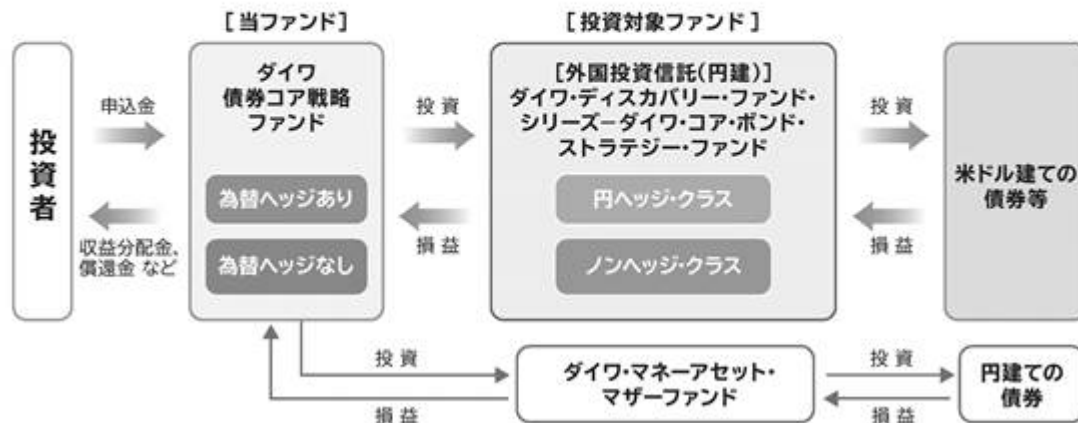 [当ファンド]
[投資対象ファンド]
投資者
申込金
収益分配金、
償還金 など
ダイワ
債券コア戦略
ファンド
為替ヘッジあり
為替ヘッジなし
投 資
損 益
[外国投資信託(円建)]
ダイワ・ディスカバリー・ファンド・
シリーズ−ダイワ・コア・ボンド・
ストラテジー・ファンド
円ヘッジ・クラス
ノンヘッジ・クラス
投 資
損 益
米ドル建ての
債券等
投 資
損 益
ダイワ・マネーアセット・
マザーファンド
投 資
損 益
円建ての
債券